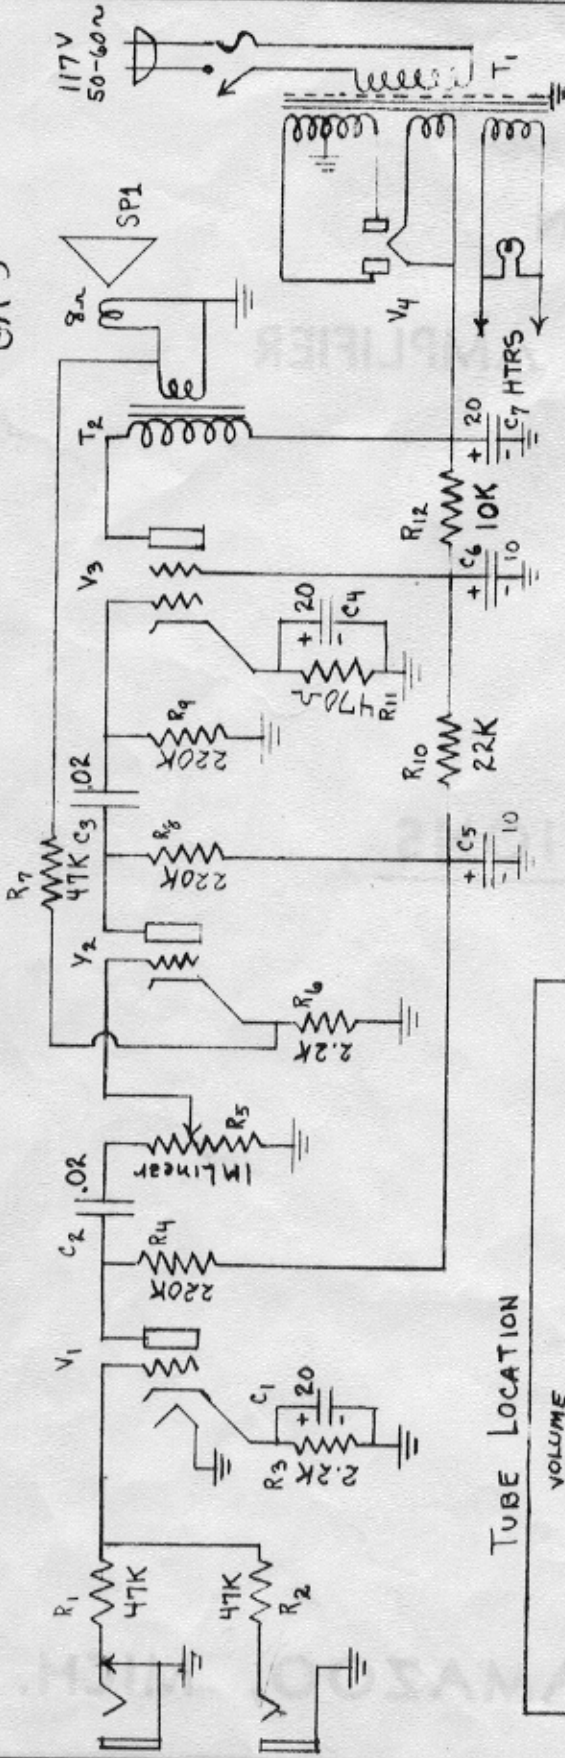 R1
47K
47K
R2
V1
R3
2.2K
C1
+ 20
-
C2
.02
R4
220K
R5
1M Linear
V2
R6
2.2K
R7
47K
C3
.02
R8
220K
R9
220K
V3
470Ω
R11
+ 20
- C4
T2
8Ω
SP1
117V
50-60~
T1
V4
HTRS
R10
22K
R12
10K
+ C5
- 10
+ C6
- 10
+ 20
- C7
TUBE LOCATION
VOLUME
AMPLIFIER
MICH.